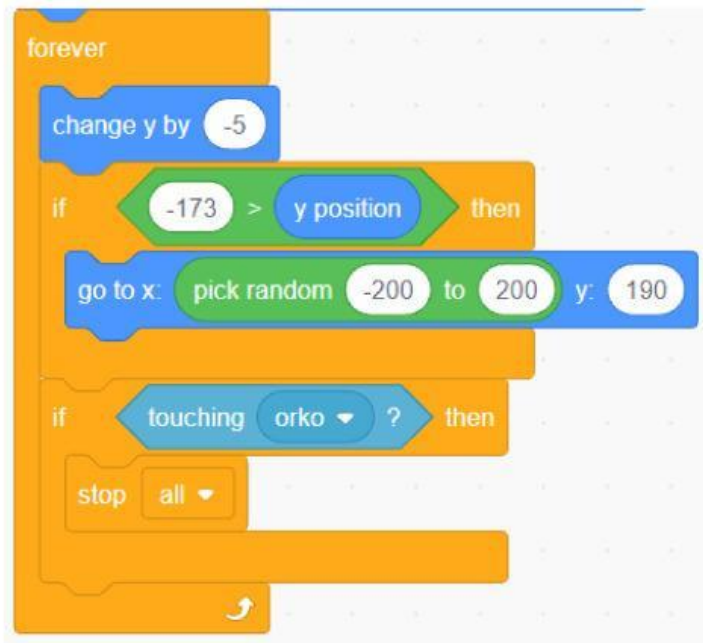 forever
change y by -5
if -173 > y position then
go to x: pick random -200 to 200 y: 190
if touching orko ? then
stop all